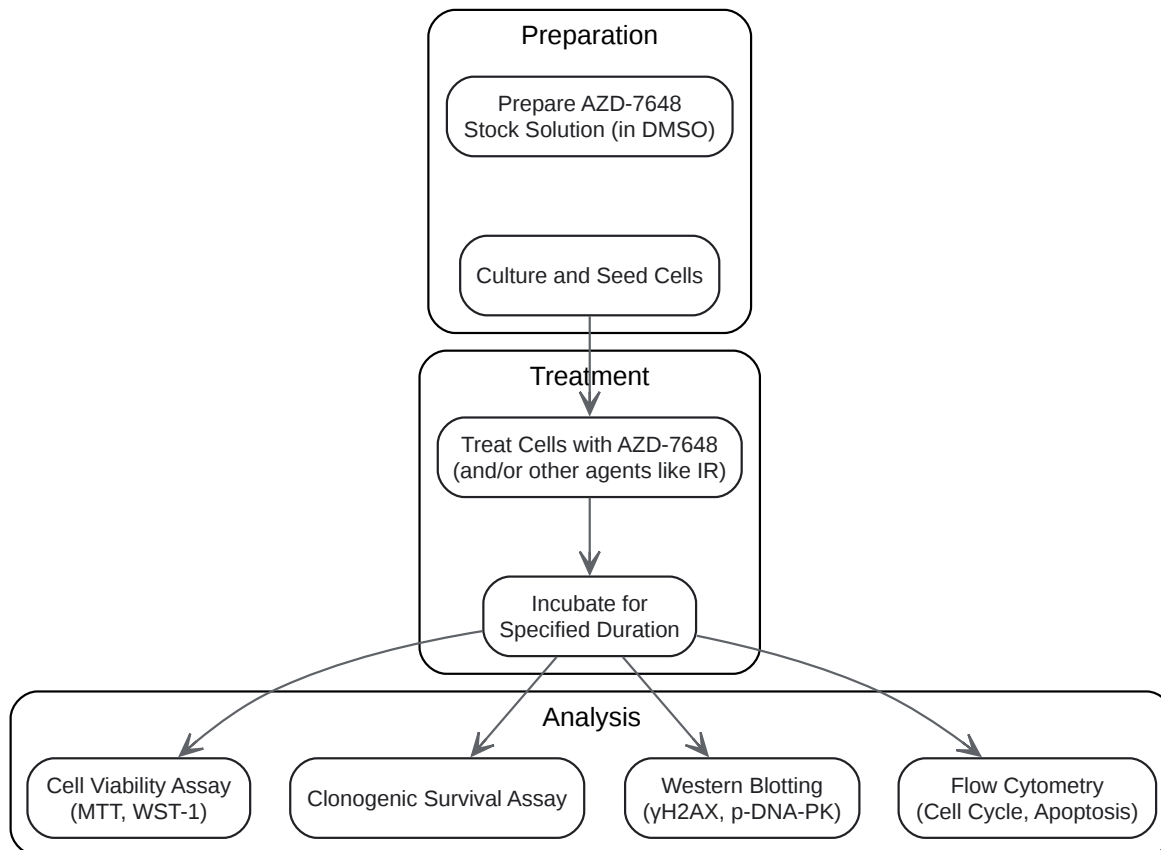 Preparation
Prepare AZD-7648
Stock Solution (in DMSO)
Culture and Seed Cells
Treatment
Treat Cells with AZD-7648
(and/or other agents like IR)
Incubate for
Specified Duration
Analysis
Cell Viability Assay
(MTT, WST-1)
Clonogenic Survival Assay
Western Blotting
(γH2AX, p-DNA-PK)
Flow Cytometry
(Cell Cycle, Apoptosis)